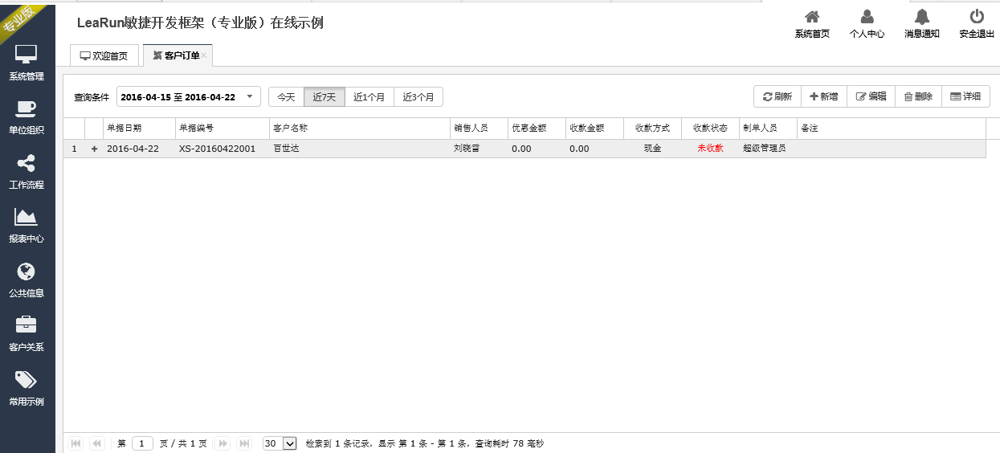 专业版
LeaRun敏捷开发框架（专业版）在线示例
系统首页 个人中心 消息通知 安全退出
欢迎首页 客户订单
系统管理
单位组织
工作流程
报表中心
公共信息
客户关系
常用示例
查询条件 2016-04-15 至 2016-04-22 今天 近7天 近1个月 近3个月 刷新 新增 编辑 删除 详细
单据日期 单据编号 客户名称 销售人员 优惠金额 收款金额 收款方式 收款状态 制单人员 备注
1 + 2016-04-22 XS-20160422001 百世达 刘晓雷 0.00 0.00 现金 未收款 超级管理员
第 1 页 / 共 1 页 30 检索到 1 条记录，显示 第 1 条 - 第 1 条，查询耗时 78 毫秒